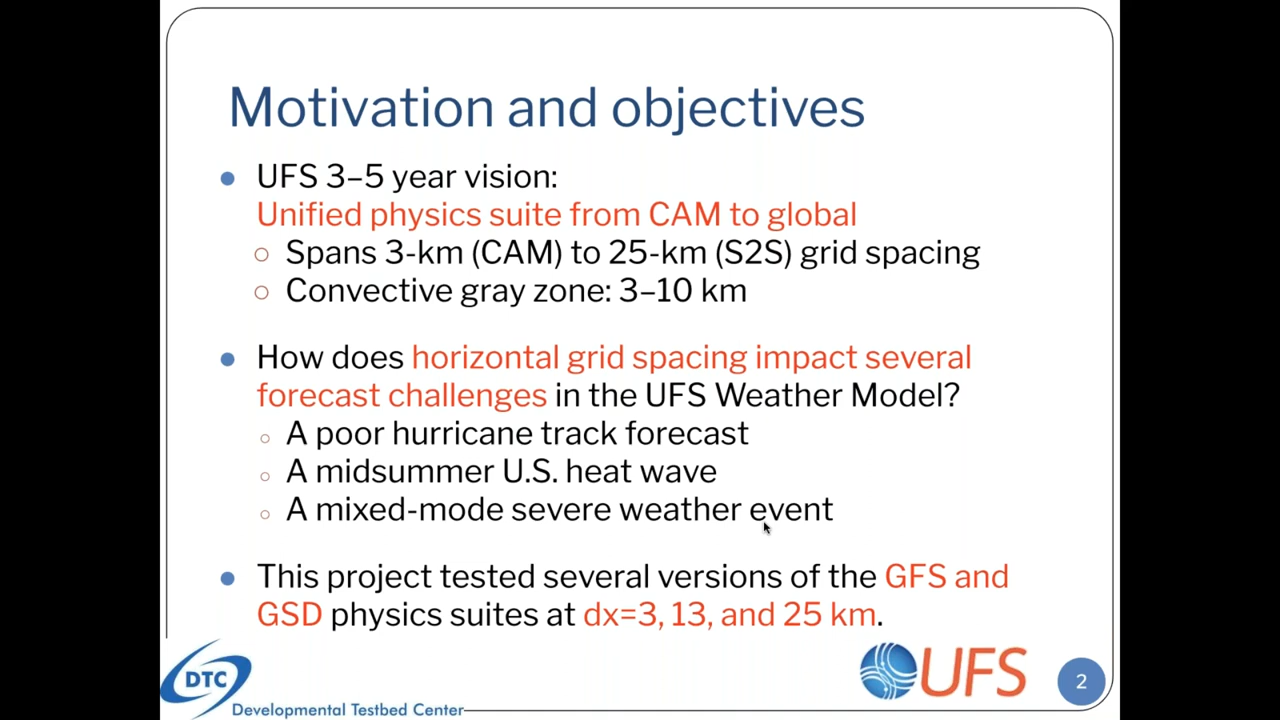 Motivation and objectives
● UFS 3–5 year vision:
Unified physics suite from CAM to global
○ Spans 3-km (CAM) to 25-km (S2S) grid spacing
○ Convective gray zone: 3–10 km
● How does horizontal grid spacing impact several
forecast challenges in the UFS Weather Model?
○ A poor hurricane track forecast
○ A midsummer U.S. heat wave
○ A mixed-mode severe weather event
● This project tested several versions of the GFS and
GSD physics suites at dx=3, 13, and 25 km.
DTC
Developmental Testbed Center
UFS
2